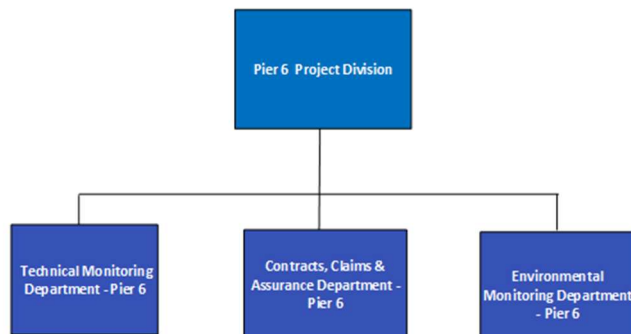 Pier 6 Project Division
Technical Monitoring
Department - Pier 6
Contracts, Claims &
Assurance Department -
Pier 6
Environmental
Monitoring Department
- Pier 6